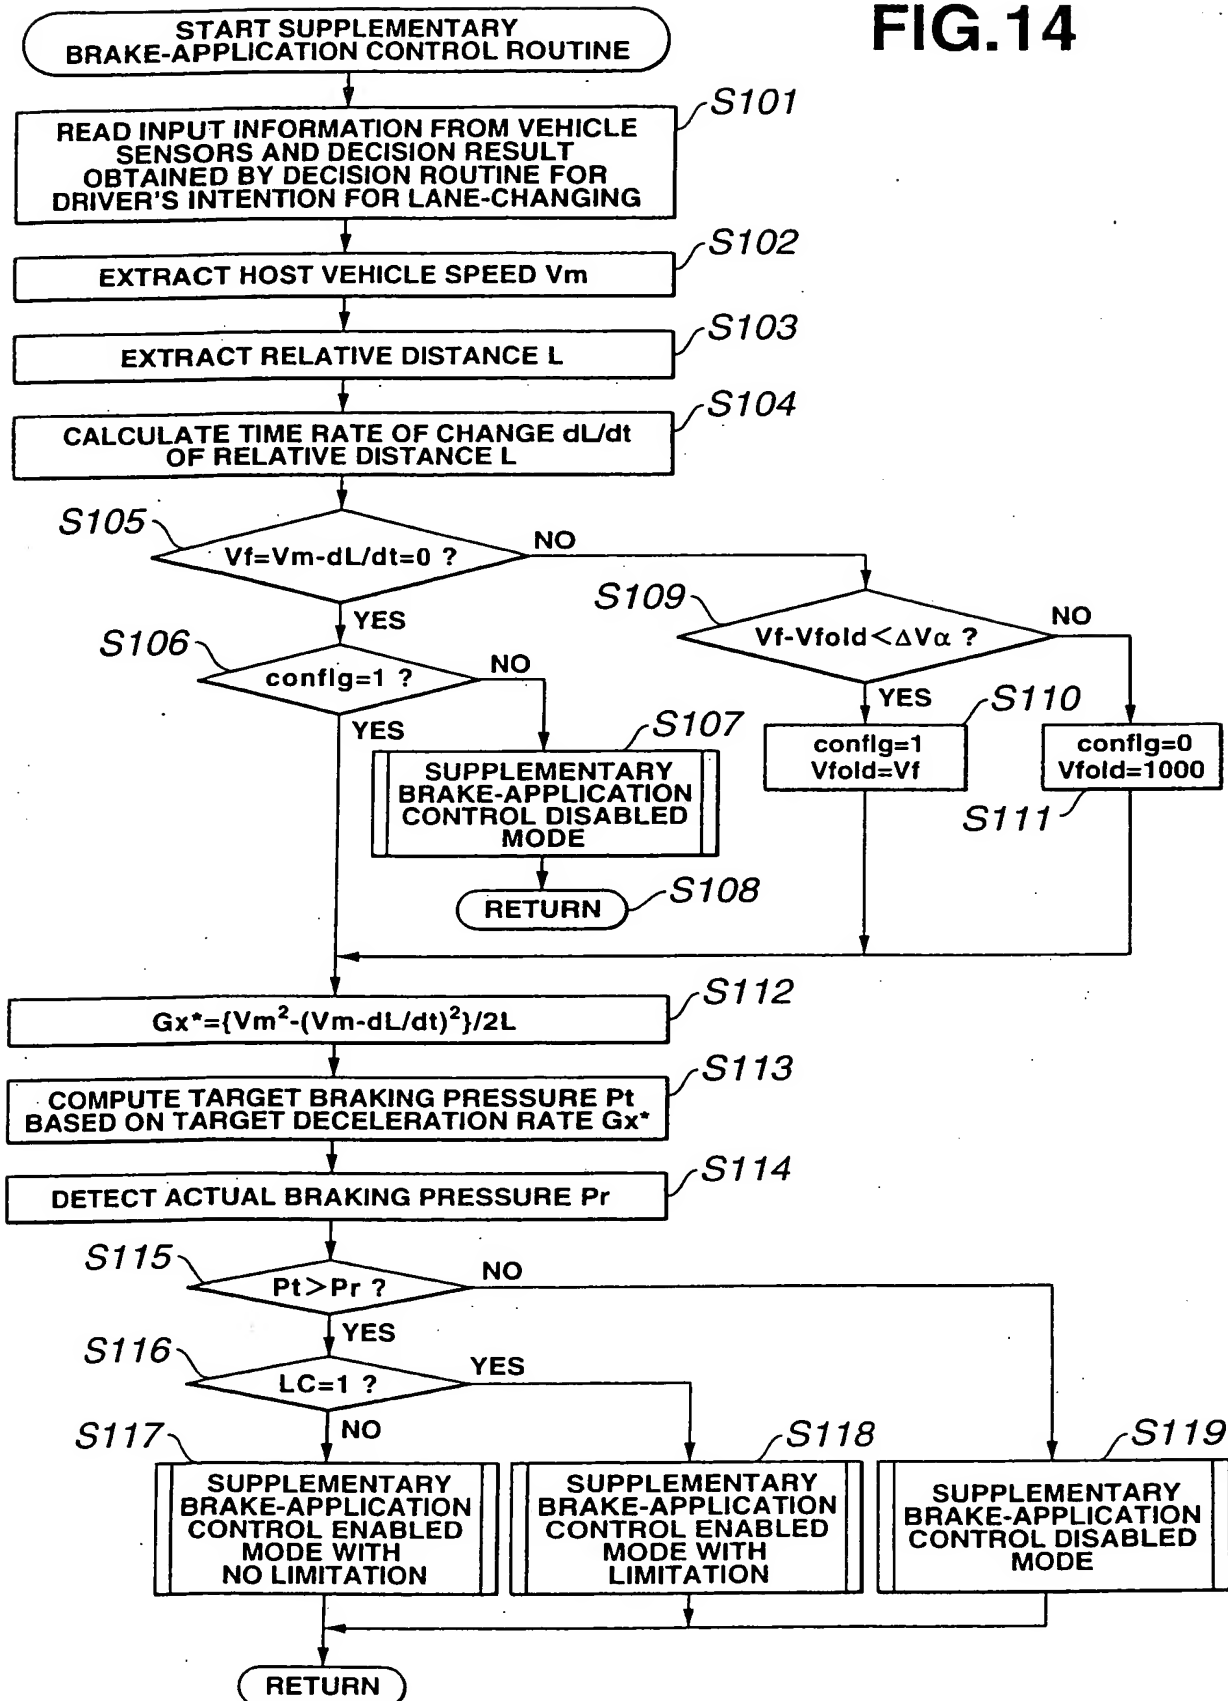 FIG.14
START SUPPLEMENTARY
BRAKE-APPLICATION CONTROL ROUTINE
S101
READ INPUT INFORMATION FROM VEHICLE
SENSORS AND DECISION RESULT
OBTAINED BY DECISION ROUTINE FOR
DRIVER'S INTENTION FOR LANE-CHANGING
S102
EXTRACT HOST VEHICLE SPEED Vm
S103
EXTRACT RELATIVE DISTANCE L
S104
CALCULATE TIME RATE OF CHANGE dL/dt
OF RELATIVE DISTANCE L
S105
Vf=Vm-dL/dt=0 ?
NO
YES
S109
Vf-Vfold<ΔVα ?
NO
YES
S106
conflg=1 ?
NO
YES
S107
SUPPLEMENTARY
BRAKE-APPLICATION
CONTROL DISABLED
MODE
S110
conflg=1
Vfold=Vf
conflg=0
Vfold=1000
S111
RETURN
S108
S112
Gx*={Vm²-(Vm-dL/dt)²}/2L
S113
COMPUTE TARGET BRAKING PRESSURE Pt
BASED ON TARGET DECELERATION RATE Gx*
S114
DETECT ACTUAL BRAKING PRESSURE Pr
S115
Pt>Pr ?
NO
YES
S116
LC=1 ?
YES
NO
S117
SUPPLEMENTARY
BRAKE-APPLICATION
CONTROL ENABLED
MODE WITH
NO LIMITATION
S118
SUPPLEMENTARY
BRAKE-APPLICATION
CONTROL ENABLED
MODE WITH
LIMITATION
S119
SUPPLEMENTARY
BRAKE-APPLICATION
CONTROL DISABLED
MODE
RETURN